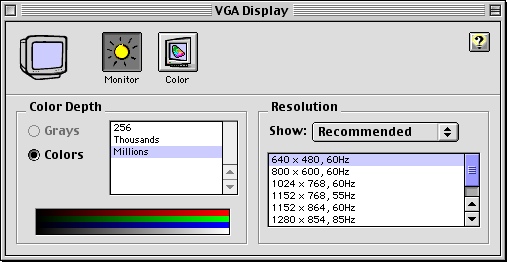 VGA Display
Monitor
Color
?
Color Depth
Grays
Colors
256
Thousands
Millions
Resolution
Show: Recommended
640 x 480, 60Hz
800 x 600, 60Hz
1024 x 768, 60Hz
1152 x 768, 55Hz
1152 x 864, 60Hz
1280 x 854, 85Hz